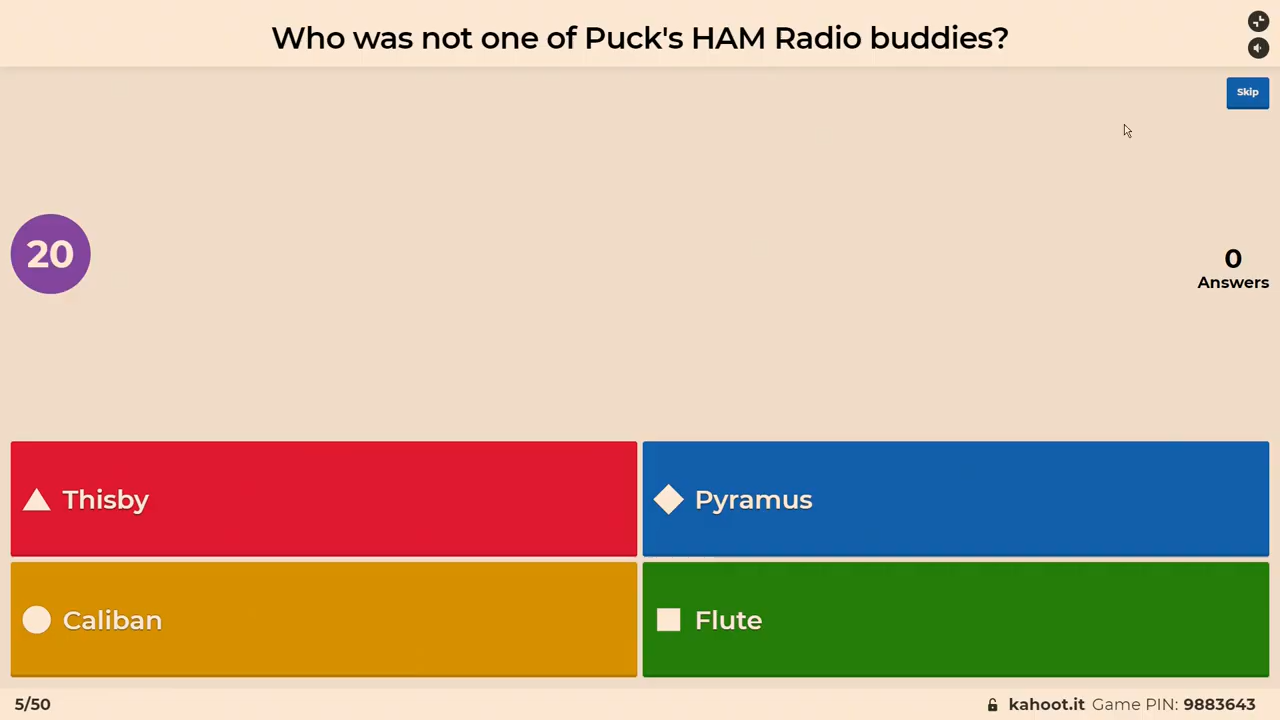 Who was not one of Puck's HAM Radio buddies?
Skip
20
0
Answers
Thisby
Pyramus
Caliban
Flute
5/50
kahoot.it Game PIN: 9883643